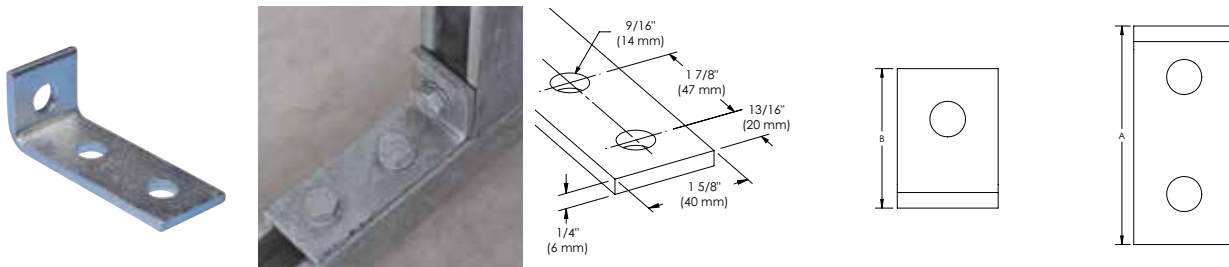 9/16"
(14 mm)
1 7/8"
(47 mm)
13/16"
(20 mm)
1 5/8"
(40 mm)
1/4"
(6 mm)
B
A